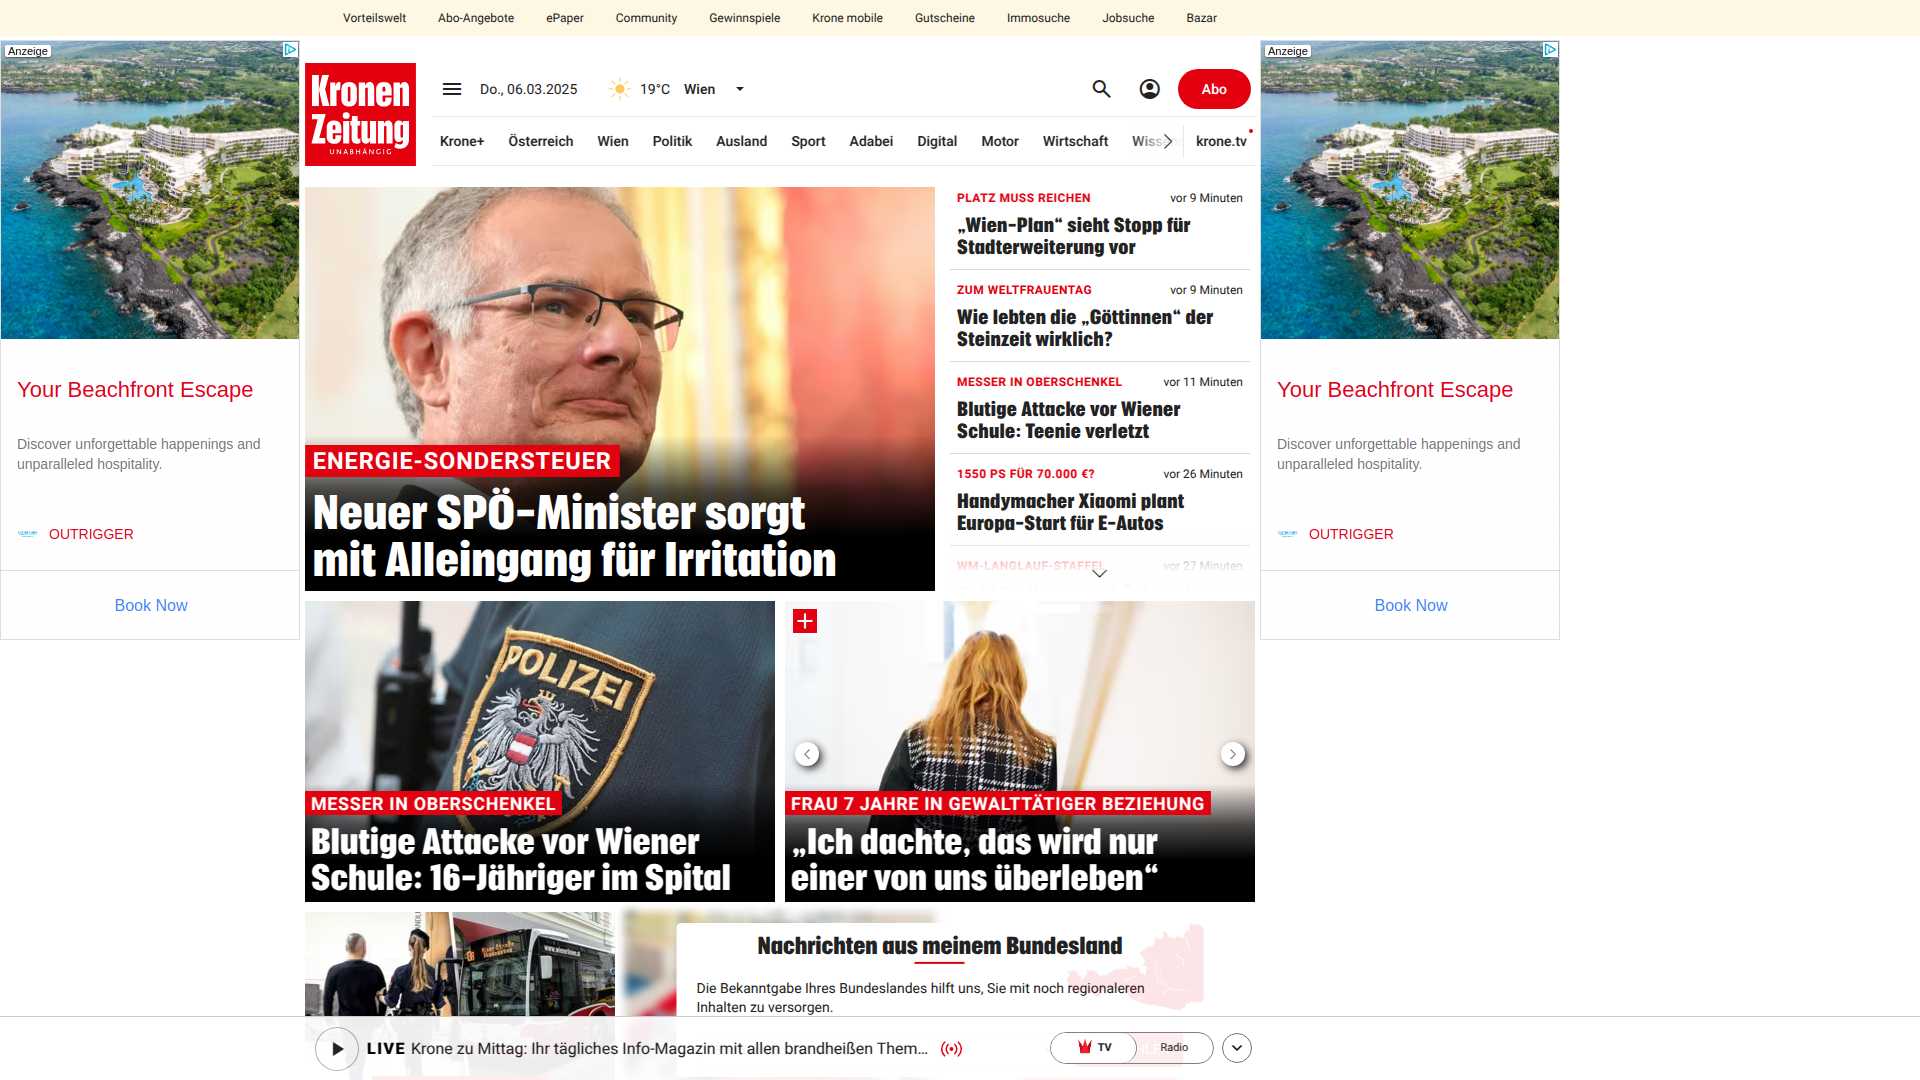 Vorteilswelt Abo-Angebote ePaper Community Gewinnspiele Krone mobile Gutscheine Immosuche Jobsuche Bazar
Anzeige
Your Beachfront Escape
Discover unforgettable happenings and
unparalleled hospitality.
OUTRIGGER
Book Now
Kronen
Zeitung
UNABHÄNGIG
Do., 06.03.2025 19°C Wien
Abo
Krone+ Österreich Wien Politik Ausland Sport Adabei Digital Motor Wirtschaft Wiss krone.tv
ENERGIE-SONDERSTEUER
Neuer SPÖ-Minister sorgt
mit Alleingang für Irritation
PLATZ MUSS REICHEN vor 9 Minuten
„Wien-Plan“ sieht Stopp für
Stadterweiterung vor
ZUM WELTFRAUENTAG vor 9 Minuten
Wie lebten die „Göttinnen“ der
Steinzeit wirklich?
MESSER IN OBERSCHENKEL vor 11 Minuten
Blutige Attacke vor Wiener
Schule: Teenie verletzt
1550 PS FÜR 70.000 €? vor 26 Minuten
Handymacher Xiaomi plant
Europa-Start für E-Autos
WM-LANGLAUF-STAFFEL vor 27 Minuten
POLIZEI
MESSER IN OBERSCHENKEL
Blutige Attacke vor Wiener
Schule: 16-Jähriger im Spital
FRAU 7 JAHRE IN GEWALTTÄTIGER BEZIEHUNG
„Ich dachte, das wird nur
einer von uns überleben“
Nachrichten aus meinem Bundesland
Die Bekanntgabe Ihres Bundeslandes hilft uns, Sie mit noch regionaleren
Inhalten zu versorgen.
LIVE Krone zu Mittag: Ihr tägliches Info-Magazin mit allen brandheißen Them...
TV Radio
Anzeige
Your Beachfront Escape
Discover unforgettable happenings and
unparalleled hospitality.
OUTRIGGER
Book Now